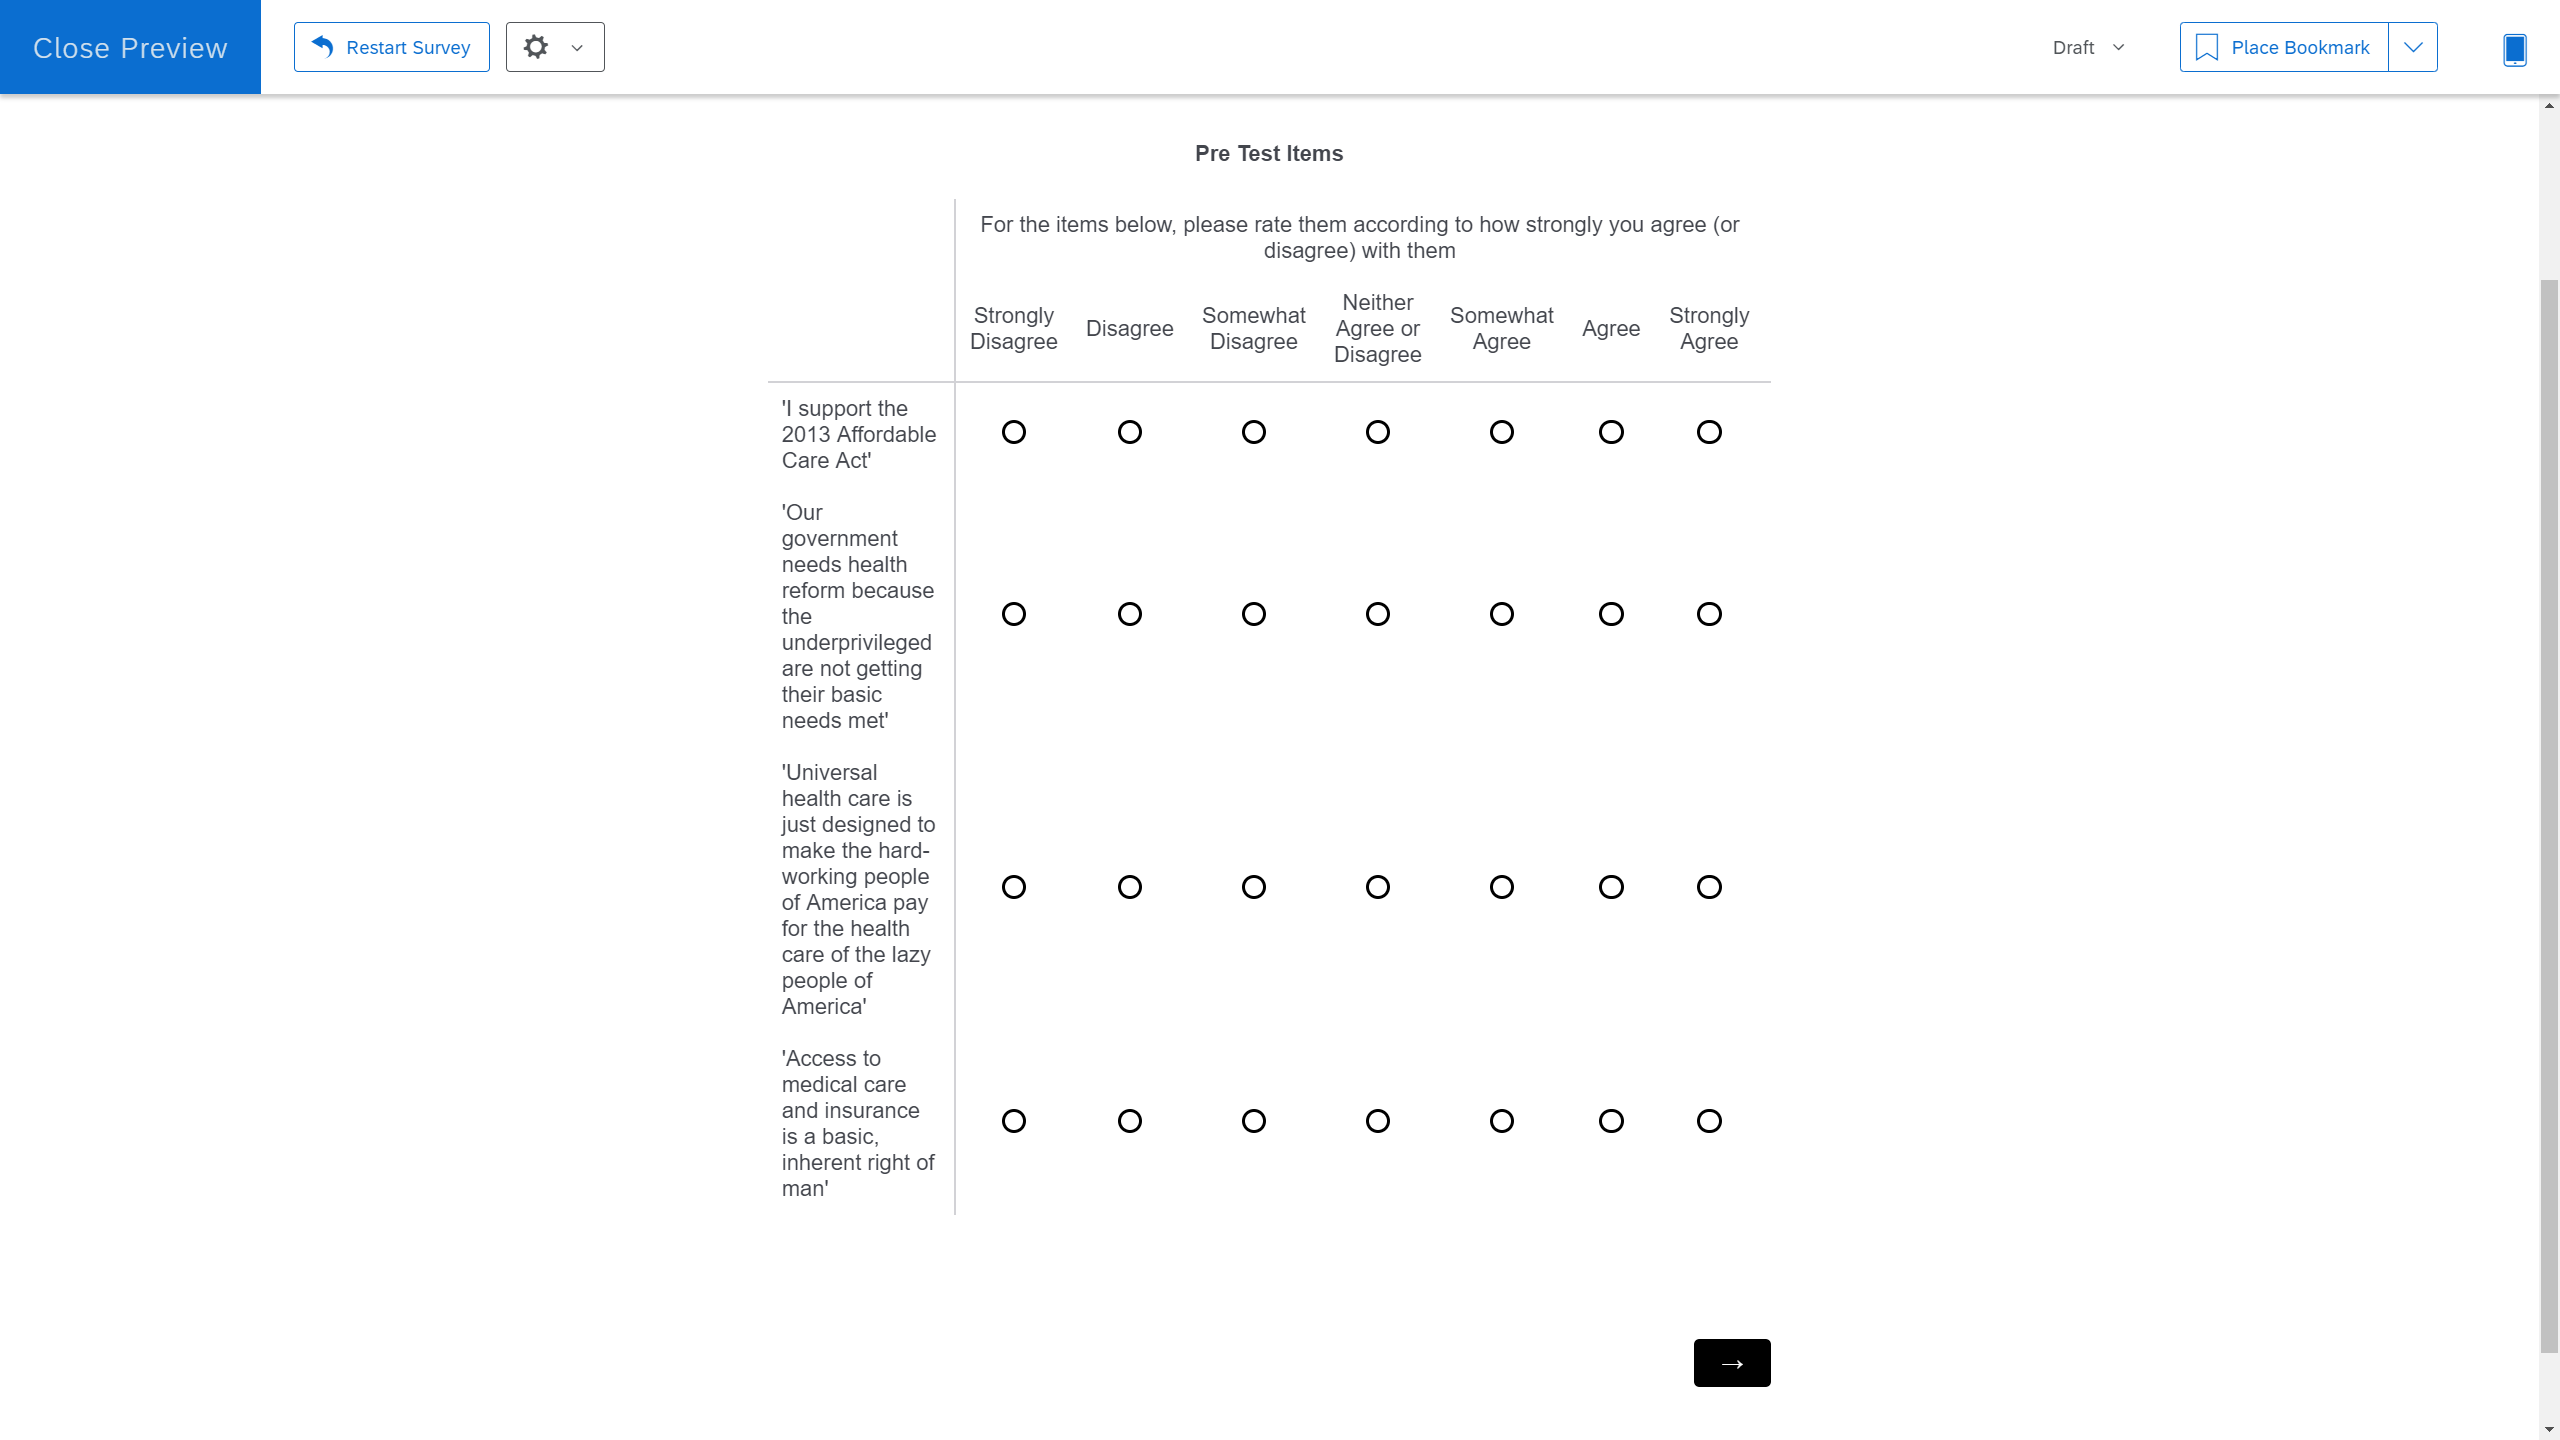 Close Preview
Restart Survey
Draft
Place Bookmark
Pre Test Items
For the items below, please rate them according to how strongly you agree (or
disagree) with them
Strongly
Disagree
Disagree
Somewhat
Disagree
Neither
Agree or
Disagree
Somewhat
Agree
Agree
Strongly
Agree
'I support the
2013 Affordable
Care Act'
'Our
government
needs health
reform because
the
underprivileged
are not getting
their basic
needs met'
'Universal
health care is
just designed to
make the hard-
working people
of America pay
for the health
care of the lazy
people of
America'
'Access to
medical care
and insurance
is a basic,
inherent right of
man'
→